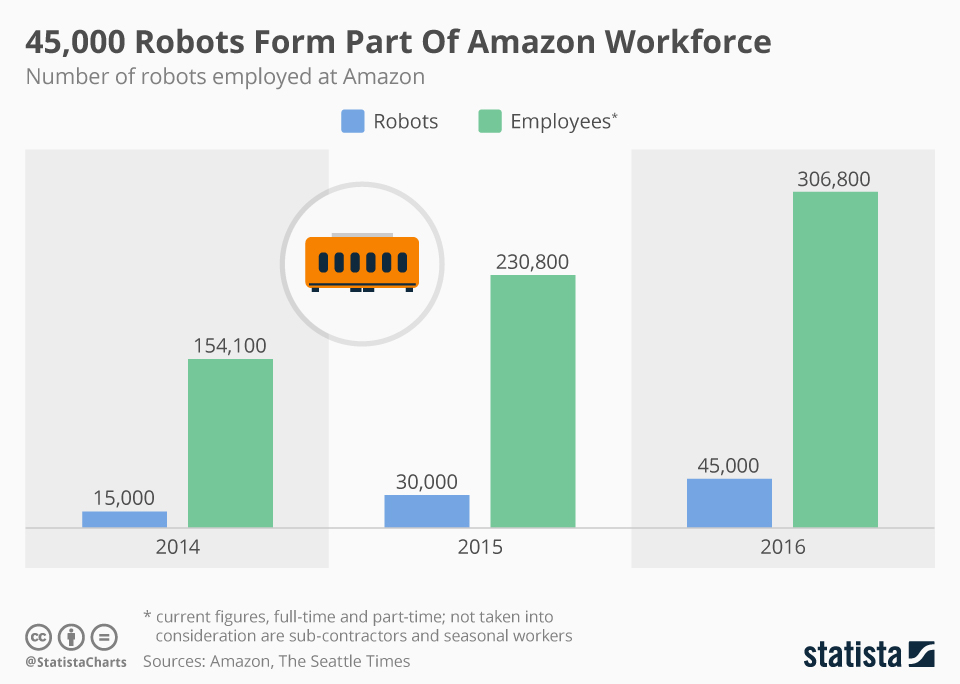 45,000 Robots Form Part Of Amazon Workforce
Number of robots employed at Amazon
Robots Employees*
306,800
230,800
154,100
45,000
30,000
15,000
2014 2015 2016
* current figures, full-time and part-time; not taken into
consideration are sub-contractors and seasonal workers
cc =
@StatistaCharts Sources: Amazon, The Seattle Times
statista